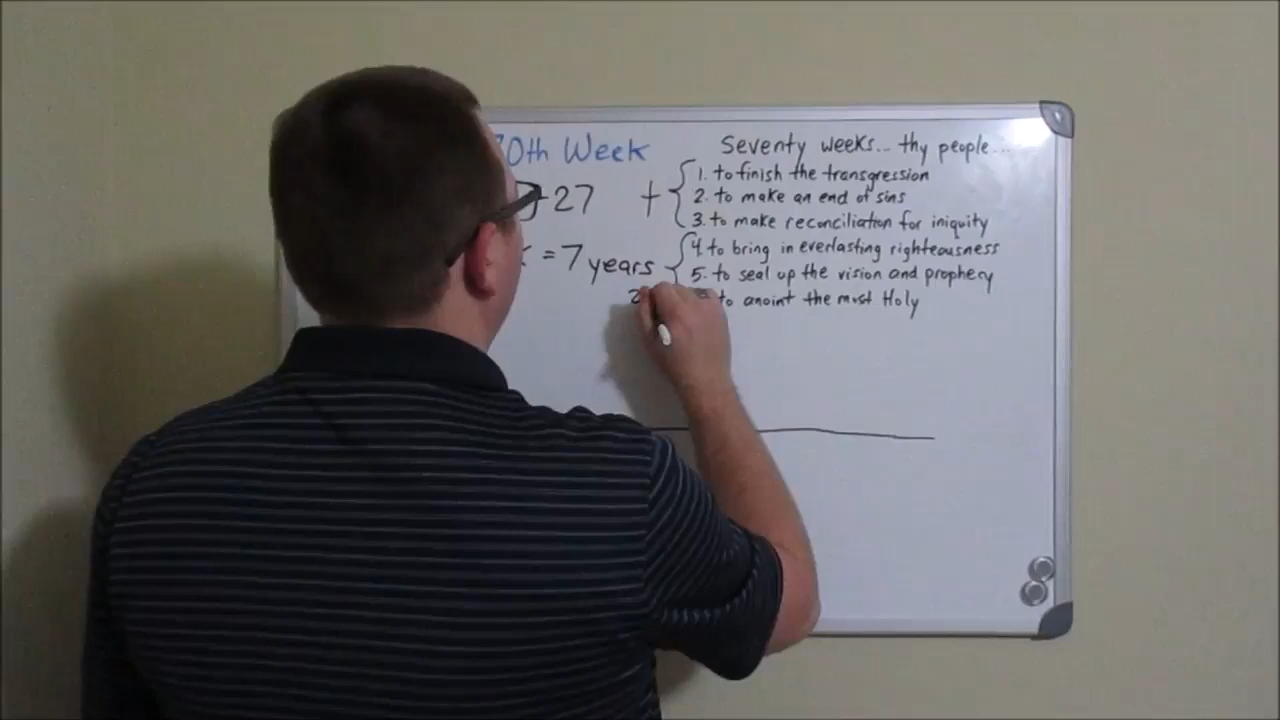 70th Week
Seventy weeks... thy people...
1. to finish the transgression
27
2. to make an end of sins
3. to make reconciliation for iniquity
= 7 years
4. to bring in everlasting righteousness
5. to seal up the vision and prophecy
to anoint the most Holy